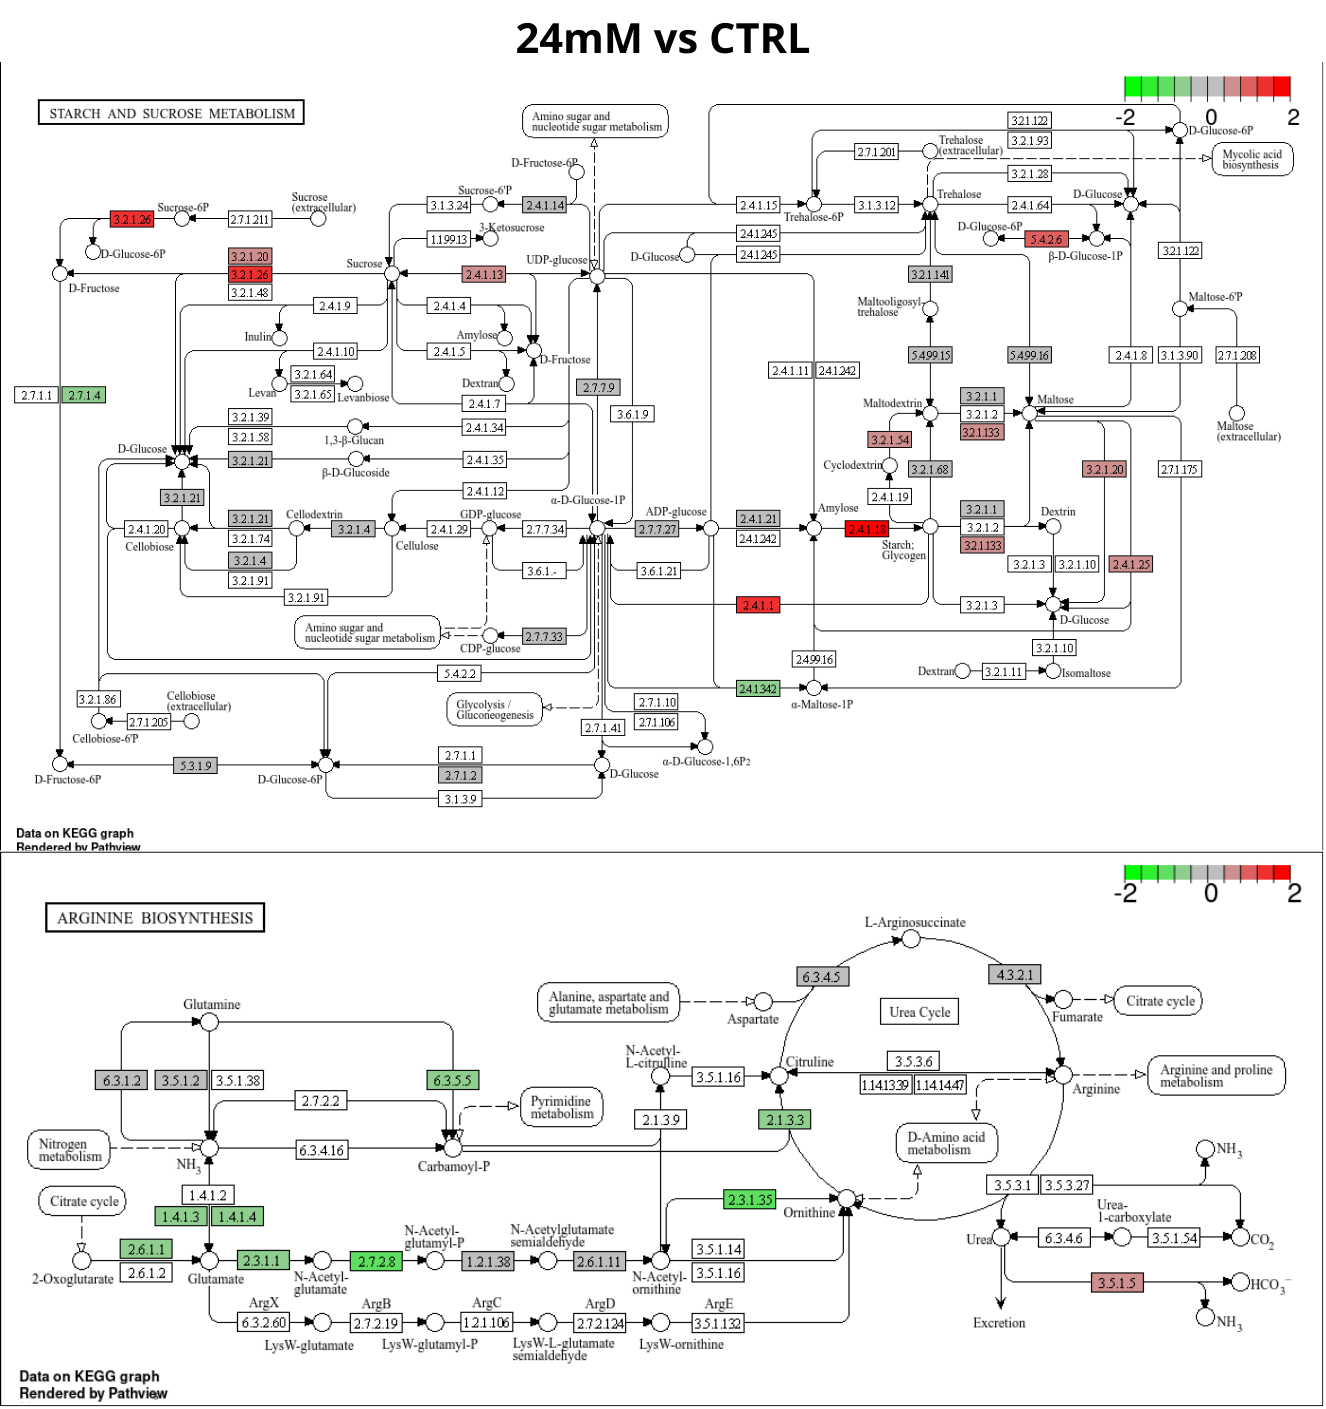 24mM vs CTRL
STARCH AND SUCROSE METABOLISM
-2 0 2
Amino sugar and
nucleotide sugar metabolism
3.2.1.122
D-Glucose-6P
3.2.1.93
Trehalose
(extracellular)
2.7.1.201
Mycolic acid
biosynthesis
D-Fructose-6P
3.2.1.28
Sucrose-6'P
Trehalose
D-Glucose
Sucrose
(extracellular)
Sucrose-6P
3.1.3.24
2.4.1.14
2.4.1.15
3.1.3.12
2.4.1.64
Trehalose-6P
3.2.1.26
2.7.1.211
3-Ketosucrose
1.1.99.13
2.4.1.245
D-Glucose-6P
5.4.2.6
β-D-Glucose-1P
3.2.1.122
D-Glucose-6P
3.2.1.20
D-Glucose
2.4.1.245
UDP-glucose
Sucrose
3.2.1.26
2.4.1.13
3.2.1.141
D-Fructose
3.2.1.48
Maltooligosyl-
trehalose
Maltose-6'P
2.4.1.9
2.4.1.4
Inulin
Amylose
2.4.1.10
2.4.1.5
D-Fructose
5.4.99.15
5.4.99.16
2.4.1.8
3.1.3.90
2.7.1.208
3.2.1.64
2.4.1.11
2.4.1.242
Levan
3.2.1.65
Levanbiose
Dextran
2.7.7.9
2.7.1.1
2.7.1.4
2.4.1.7
3.6.1.9
Maltodextrin
3.2.1.1
3.2.1.2
3.2.1.133
Maltose
3.2.1.39
3.2.1.58
1,3-β-Glucan
2.4.1.34
3.2.1.54
Maltose
(extracellular)
D-Glucose
3.2.1.21
β-D-Glucoside
2.4.1.35
Cyclodextrin
3.2.1.68
3.2.1.20
2.7.1.175
3.2.1.21
2.4.1.12
α-D-Glucose-1P
2.4.1.19
3.2.1.21
Cellodextrin
GDP-glucose
ADP-glucose
2.4.1.21
Amylose
3.2.1.1
Dextrin
2.4.1.20
3.2.1.74
3.2.1.4
2.4.1.29
2.7.7.34
2.7.7.27
2.4.1.242
2.4.1.18
3.2.1.2
Cellobiose
Cellulose
Starch;
Glycogen
3.2.1.133
3.2.1.4
3.2.1.91
3.6.1.-
3.6.1.21
3.2.1.3
3.2.1.10
2.4.1.25
3.2.1.91
2.4.1.1
3.2.1.3
D-Glucose
Amino sugar and
nucleotide sugar metabolism
2.7.7.33
CDP-glucose
3.2.1.10
2.4.99.16
5.4.2.2
Dextran
3.2.1.11
Isomaltose
2.4.1.342
α-Maltose-1P
3.2.1.86
Cellobiose
(extracellular)
Glycolysis /
Gluconeogenesis
2.7.1.10
2.7.1.106
2.7.1.205
2.7.1.41
Cellobiose-6'P
5.3.1.9
2.7.1.1
2.7.1.2
α-D-Glucose-1,6P2
D-Fructose-6P
D-Glucose-6P
D-Glucose
3.1.3.9
Data on KEGG graph
Rendered by Pathview
-2 0 2
ARGININE BIOSYNTHESIS
L-Arginosuccinate
6.3.4.5
4.3.2.1
Glutamine
Alanine, aspartate and
glutamate metabolism
Aspartate
Urea Cycle
Fumarate
Citrate cycle
N-Acetyl-
L-citrulline
Citruline
3.5.3.6
6.3.1.2
3.5.1.2
3.5.1.38
6.3.5.5
3.5.1.16
1.14.13.39
1.14.14.47
Arginine
Arginine and proline
metabolism
2.7.2.2
Pyrimidine
metabolism
2.1.3.9
2.1.3.3
Nitrogen
metabolism
NH3
6.3.4.16
Carbamoyl-P
D-Amino acid
metabolism
NH3
Citrate cycle
1.4.1.2
1.4.1.3
1.4.1.4
2.3.1.35
Ornithine
3.5.3.1
3.5.3.27
Urea-
1-carboxylate
N-Acetyl-
glutamyl-P
N-Acetylglutamate
semialdehyde
Urea
6.3.4.6
3.5.1.54
CO2
2.6.1.1
2.6.1.2
2-Oxoglutarate
Glutamate
2.3.1.1
N-Acetyl-
glutamate
2.7.2.8
1.2.1.38
2.6.1.11
N-Acetyl-
ornithine
3.5.1.14
3.5.1.16
3.5.1.5
HCO3−
ArgX
ArgB
ArgC
ArgD
ArgE
6.3.2.60
2.7.2.19
1.2.1.106
2.7.2.124
3.5.1.132
Excretion
NH3
LysW-glutamate
LysW-glutamyl-P
LysW-L-glutamate
semialdehyde
LysW-ornithine
Data on KEGG graph
Rendered by Pathview